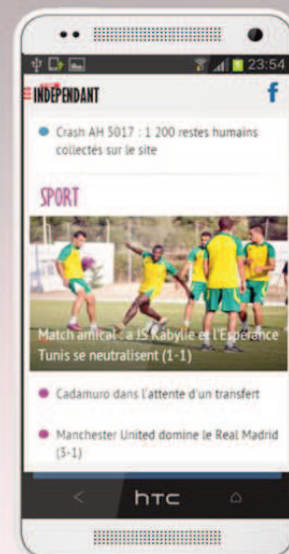 23:54
INDEPENDANT
f
Crash AH 5017 : 1 200 restes humains
collectés sur le site
SPORT
Match amical : a JS Kabylie et l'Espérance
Tunis se neutralisent (1-1)
Cadamuro dans l'attente d'un transfert
Manchester United domine le Real Madrid
(3-1)
hTC